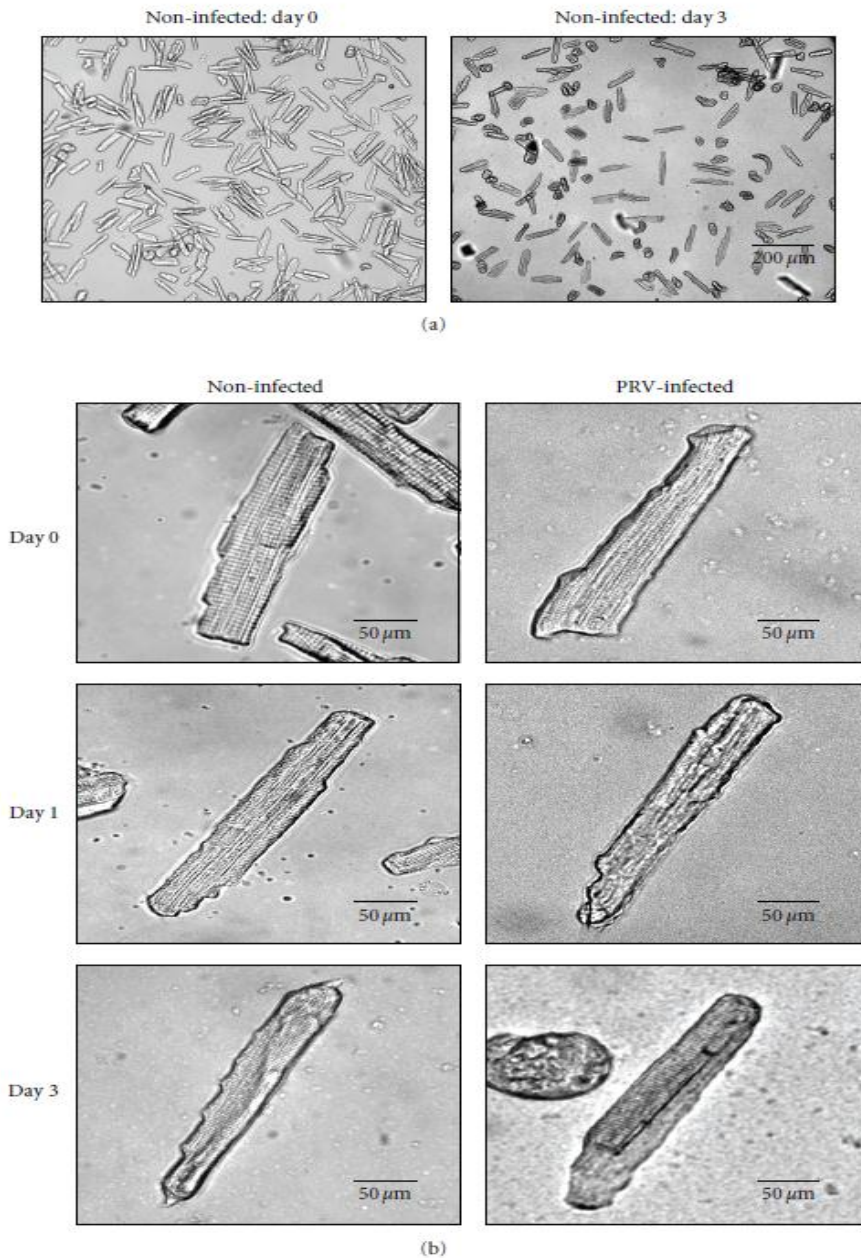 Non-infected: day 0 Non-infected: day 3
200 μm
(a)
Non-infected PRV-infected
Day 0
50 μm 50 μm
Day 1
50 μm 50 μm
Day 3
50 μm 50 μm
(b)